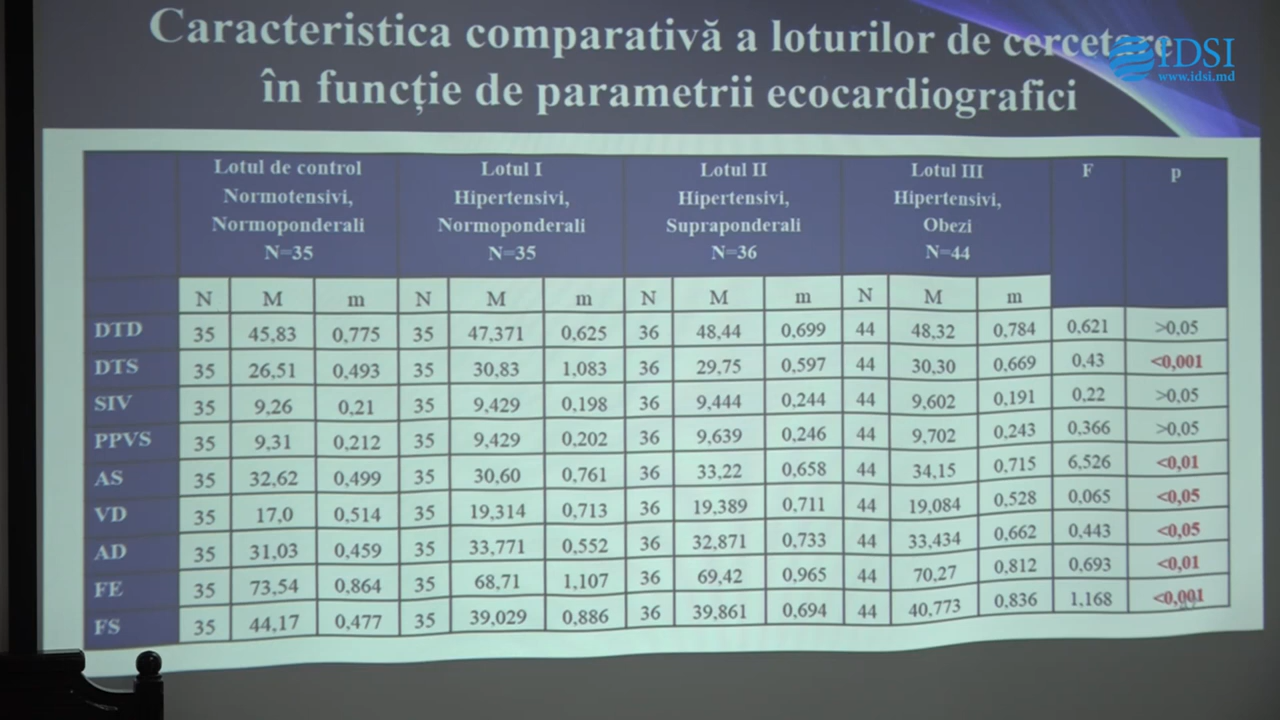 Caracteristica comparativă a loturilor de cercetare
în funcție de parametrii ecocardiografici
IDSI
www.idsi.md
Lotul de control Normotensivi, Normoponderali N=35 Lotul I Hipertensivi, Normoponderali N=35 Lotul II Hipertensivi, Supraponderali N=36 Lotul III Hipertensivi, Obezi N=44 F p
N M m N M m N M m N M m
DTD 35 45,83 0,775 35 47,371 0,625 36 48,44 0,699 44 48,32 0,784 0,621 >0,05
DTS 35 26,51 0,493 35 30,83 1,083 36 29,75 0,597 44 30,30 0,669 0,43 <0,001
SIV 35 9,26 0,21 35 9,429 0,198 36 9,444 0,244 44 9,602 0,191 0,22 >0,05
PPVS 35 9,31 0,212 35 9,429 0,202 36 9,639 0,246 44 9,702 0,243 0,366 >0,05
AS 35 32,62 0,499 35 30,60 0,761 36 33,22 0,658 44 34,15 0,715 6,526 <0,01
VD 35 17,0 0,514 35 19,314 0,713 36 19,389 0,711 44 19,084 0,528 0,065 <0,05
AD 35 31,03 0,459 35 33,771 0,552 36 32,871 0,733 44 33,434 0,662 0,443 <0,05
FE 35 73,54 0,864 35 68,71 1,107 36 69,42 0,965 44 70,27 0,812 0,693 <0,01
FS 35 44,17 0,477 35 39,029 0,886 36 39,861 0,694 44 40,773 0,836 1,168 <0,001